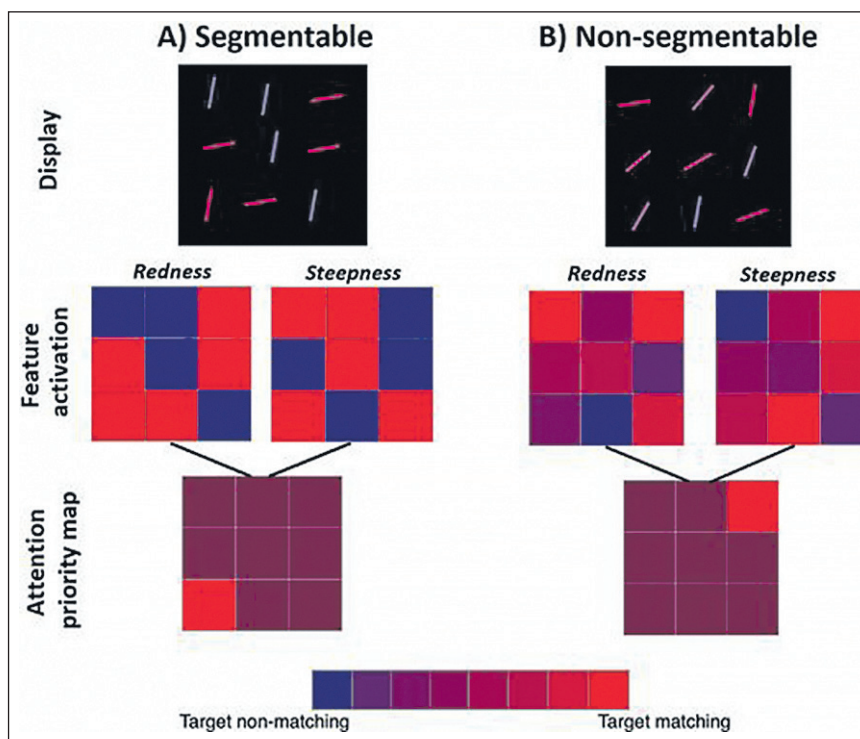 A) Segmentable
B) Non-segmentable
Display
Redness
Steepness
Redness
Steepness
Feature
activation
Attention
priority map
Target non-matching
Target matching